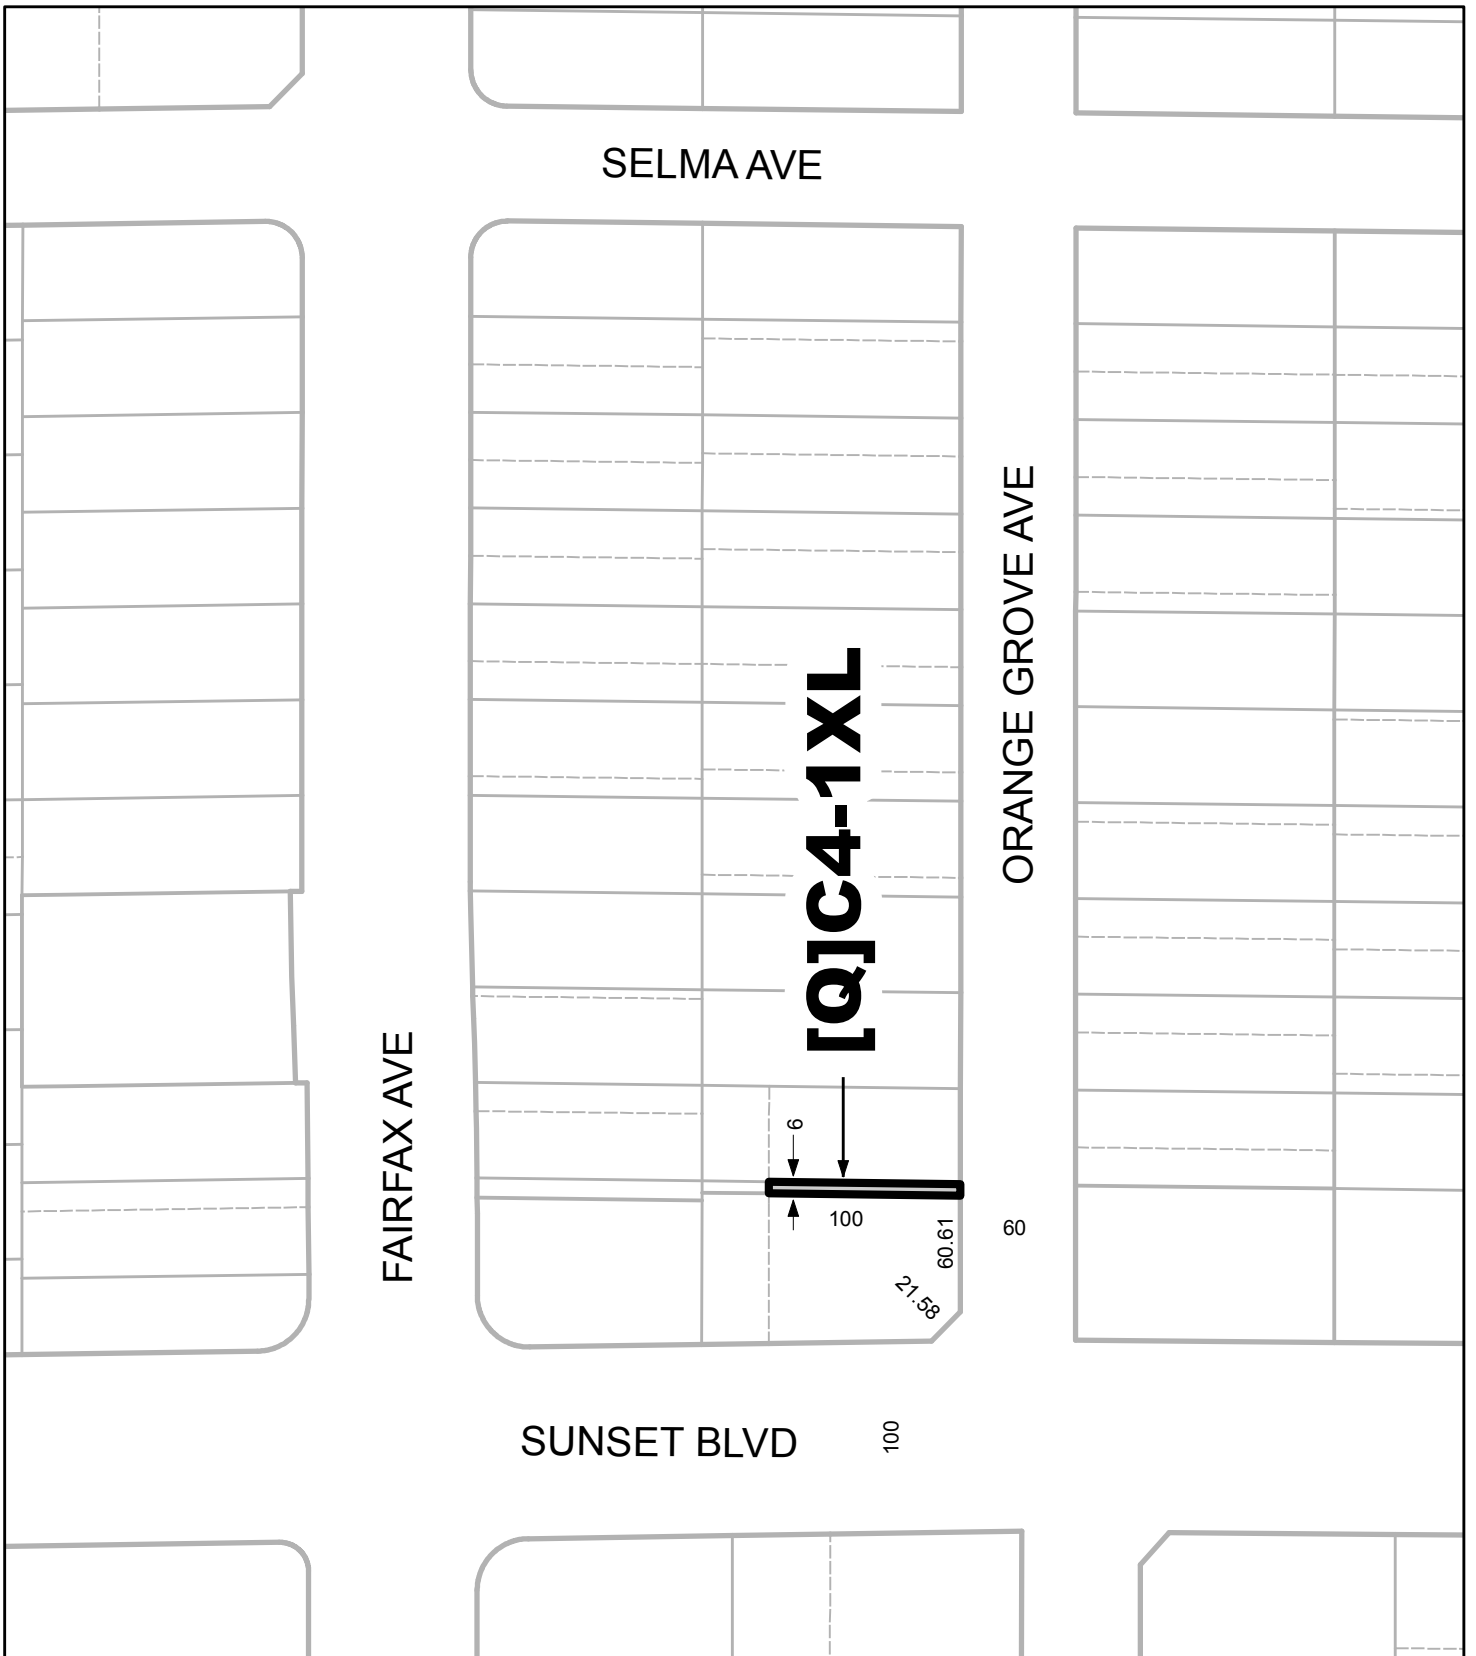 SELMA AVE
ORANGE GROVE AVE
[Q]C4-1XL
FAIRFAX AVE
6
100
60.61
60
21.58
SUNSET BLVD
100